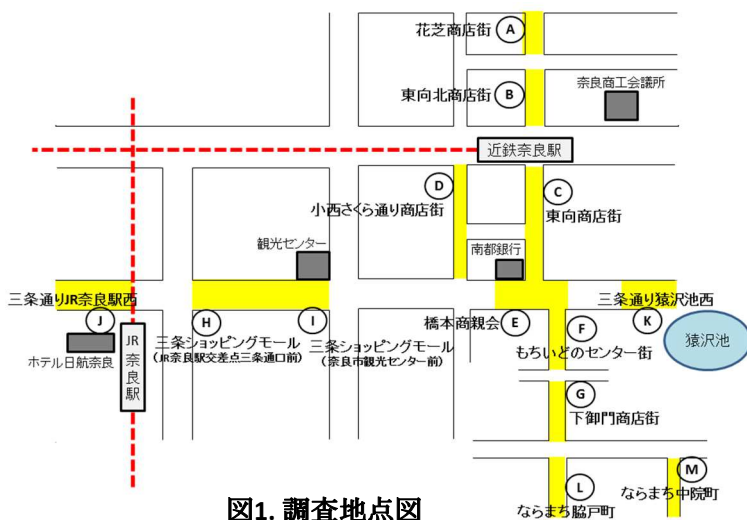 花芝商店街
A
東向北商店街
B
奈良商工会議所
近鉄奈良駅
D
C
小西さくら通り商店街
東向商店街
観光センター
南都銀行
三条通りJR奈良駅西
三条通り猿沢池西
J
H
I
E
F
K
ホテル日航奈良
JR奈良駅
三条ショッピングモール
(JR奈良駅交差点三条通口前)
三条ショッピングモール
(奈良市観光センター前)
橋本商親会
もちいどのセンター街
猿沢池
G
下御門商店街
M
L
ならまち中院町
ならまち脇戸町
図1. 調査地点図